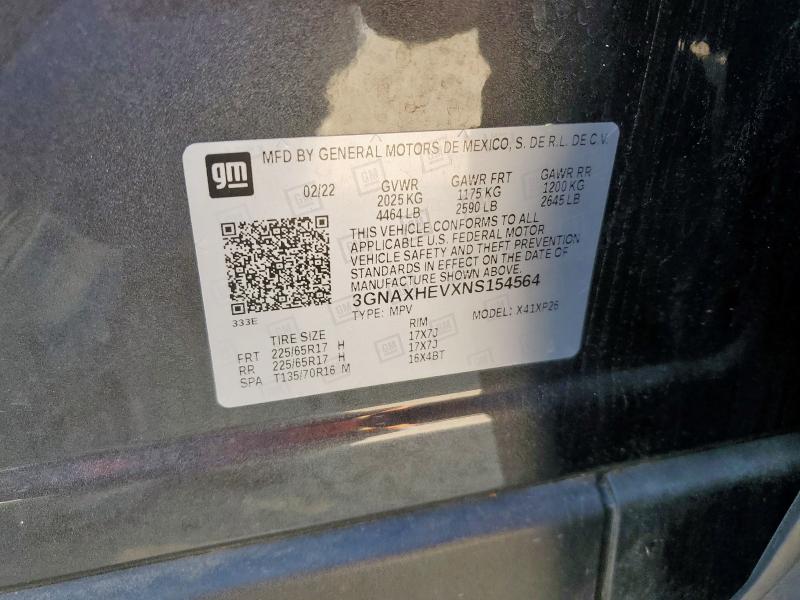 gm
MFD BY GENERAL MOTORS DE MEXICO, S. DE R.L. DE C.V.
02/22 GVWR GAWR FRT GAWR RR
2025 KG 1175 KG 1200 KG
4464 LB 2590 LB 2645 LB
THIS VEHICLE CONFORMS TO ALL
APPLICABLE U.S. FEDERAL MOTOR
VEHICLE SAFETY AND THEFT PREVENTION
STANDARDS IN EFFECT ON THE DATE OF
MANUFACTURE SHOWN ABOVE.
3GNAXHEVXNS154564
TYPE: MPV MODEL: X41XP26
333E
TIRE SIZE RIM
FRT 225/65R17 H 17X7J
RR 225/65R17 H 17X7J
SPA T135/70R16 M 16X4BT